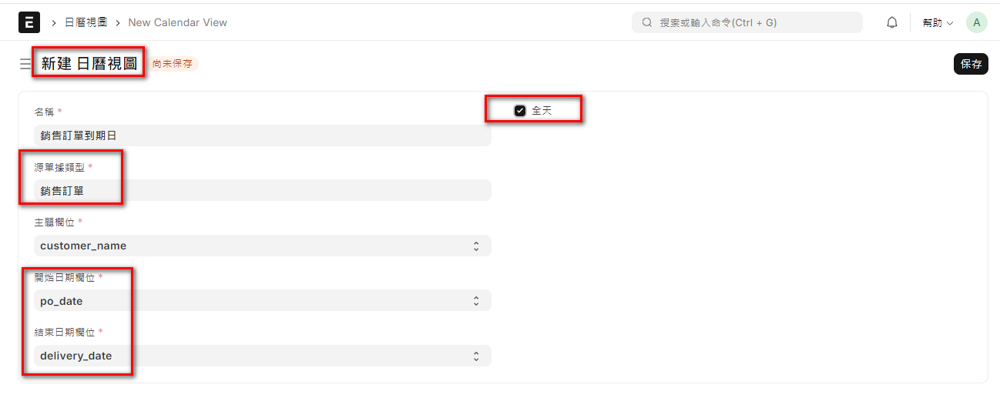 E 日曆視圖 New Calendar View 搜索或輸入命令(Ctrl + G) 幫助 A
新建 日曆視圖 尚未保存 保存
名稱 * 全天
銷售訂單到期日
源單據類型 *
銷售訂單
主題欄位 *
customer_name
開始日期欄位 *
po_date
結束日期欄位 *
delivery_date